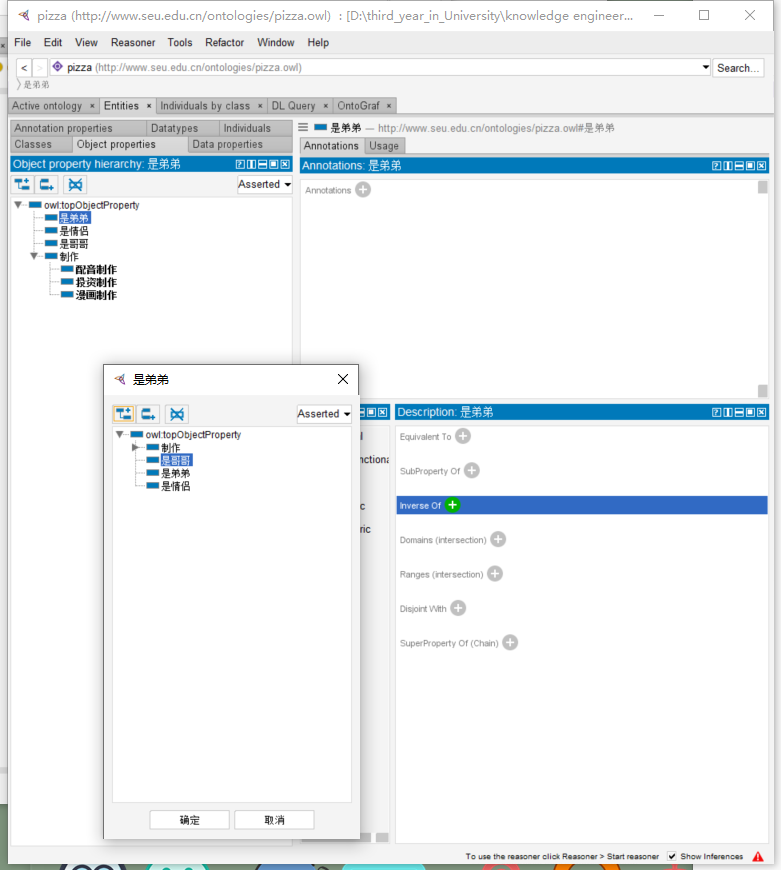 pizza (http://www.seu.edu.cn/ontologies/pizza.owl) : [D:\third_year_in_University\knowledge engineer...
File Edit View Reasoner Tools Refactor Window Help
< > pizza (http://www.seu.edu.cn/ontologies/pizza.owl) Search...
是弟弟
Active ontology × Entities × Individuals by class × DL Query × OntoGraf ×
Annotation properties Datatypes Individuals
Classes Object properties Data properties
Object property hierarchy: 是弟弟
Asserted
owl:topObjectProperty
是弟弟
是情侣
是哥哥
制作
配音制作
投资制作
漫画制作
是弟弟 — http://www.seu.edu.cn/ontologies/pizza.owl#是弟弟
Annotations Usage
Annotations: 是弟弟
Annotations
是弟弟
Asserted
owl:topObjectProperty
制作
是哥哥
是弟弟
是情侣
确定 取消
nctiona
c
ric
Description: 是弟弟
Equivalent To
SubProperty Of
Inverse Of
Domains (intersection)
Ranges (intersection)
Disjoint With
SuperProperty Of (Chain)
To use the reasoner click Reasoner > Start reasoner Show Inferences